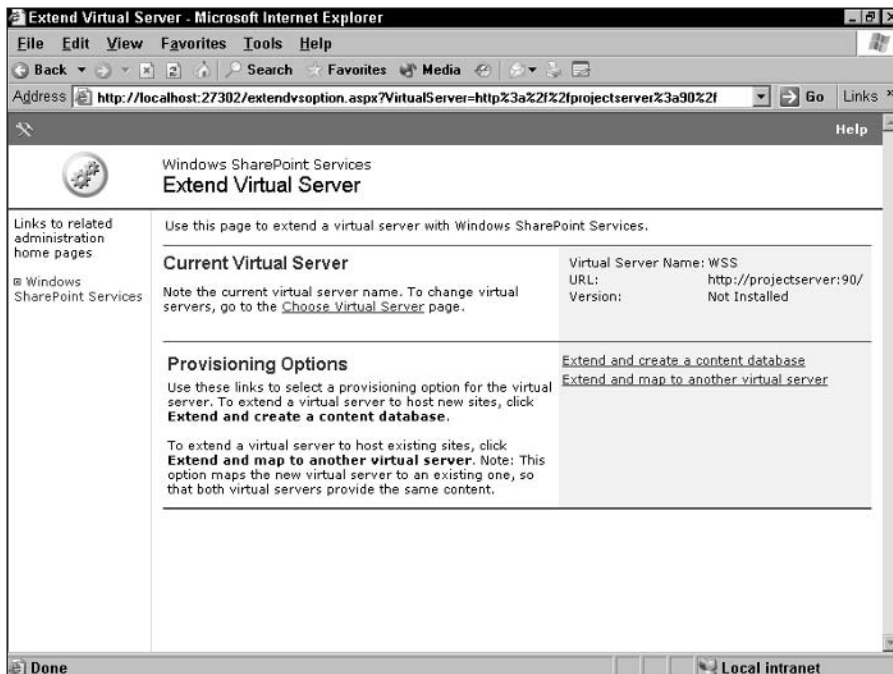 Extend Virtual Server - Microsoft Internet Explorer
File Edit View Favorites Tools Help
Back Search Favorites Media
Address http://localhost:27302/extendvsoption.aspx?VirtualServer=http%3a%2f%2fprojectserver%3a90%2f Go Links »
Help
Windows SharePoint Services
Extend Virtual Server
Links to related
administration
home pages
Windows
SharePoint Services
Use this page to extend a virtual server with Windows SharePoint Services.
Current Virtual Server
Note the current virtual server name. To change virtual
servers, go to the Choose Virtual Server page.
Virtual Server Name: WSS
URL: http://projectserver:90/
Version: Not Installed
Provisioning Options
Use these links to select a provisioning option for the virtual
server. To extend a virtual server to host new sites, click
Extend and create a content database.
To extend a virtual server to host existing sites, click
Extend and map to another virtual server. Note: This
option maps the new virtual server to an existing one, so
that both virtual servers provide the same content.
Extend and create a content database
Extend and map to another virtual server
Done Local intranet